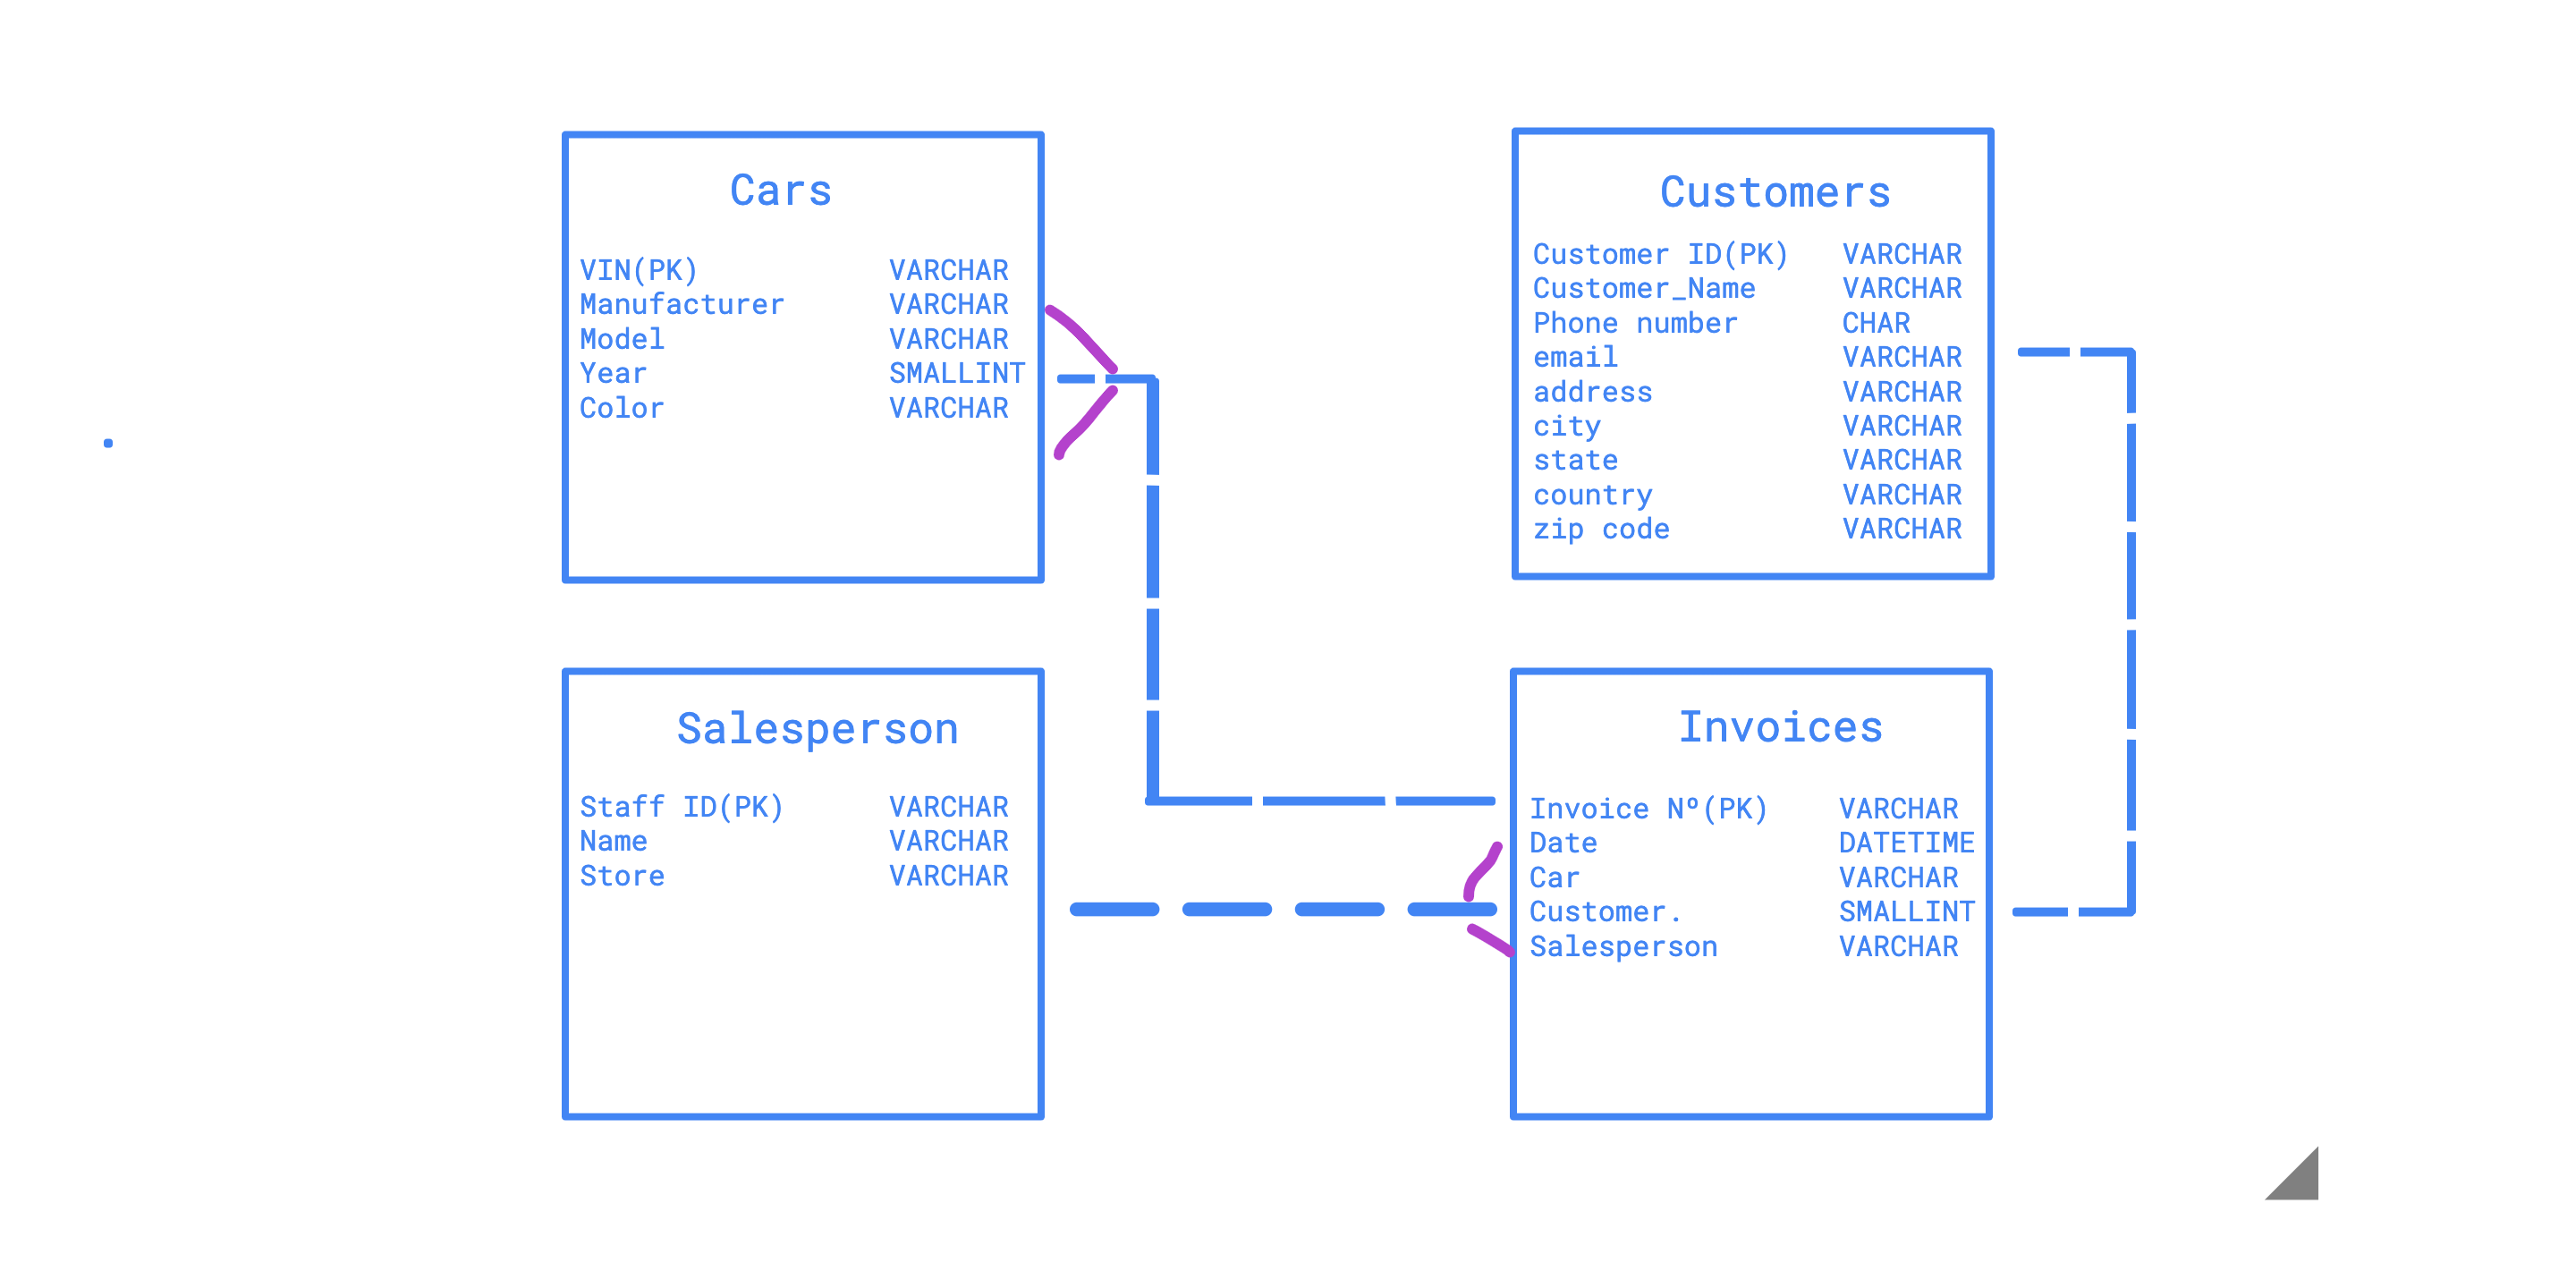 Cars
VIN(PK) VARCHAR
Manufacturer VARCHAR
Model VARCHAR
Year SMALLINT
Color VARCHAR
Customers
Customer ID(PK) VARCHAR
Customer_Name VARCHAR
Phone number CHAR
email VARCHAR
address VARCHAR
city VARCHAR
state VARCHAR
country VARCHAR
zip code VARCHAR
Salesperson
Staff ID(PK) VARCHAR
Name VARCHAR
Store VARCHAR
Invoices
Invoice Nº(PK) VARCHAR
Date DATETIME
Car VARCHAR
Customer. SMALLINT
Salesperson VARCHAR